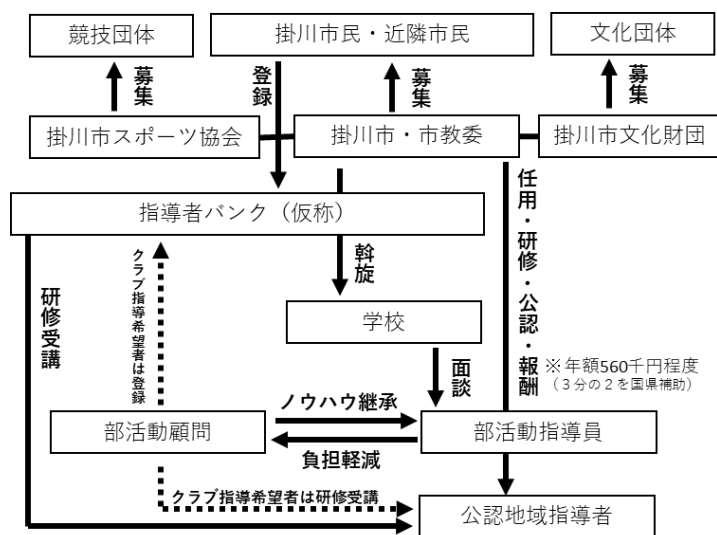 競技団体
掛川市民・近隣市民
文化団体
募集
登録
募集
募集
掛川市スポーツ協会
掛川市・市教委
掛川市文化財団
指導者バンク（仮称）
任用・研修・公認・報酬
斡旋
クラブ指導希望者は登録
研修受講
学校
面談
※年額560千円程度
（３分の２を国県補助）
ノウハウ継承
部活動顧問
部活動指導員
負担軽減
クラブ指導希望者は研修受講
公認地域指導者